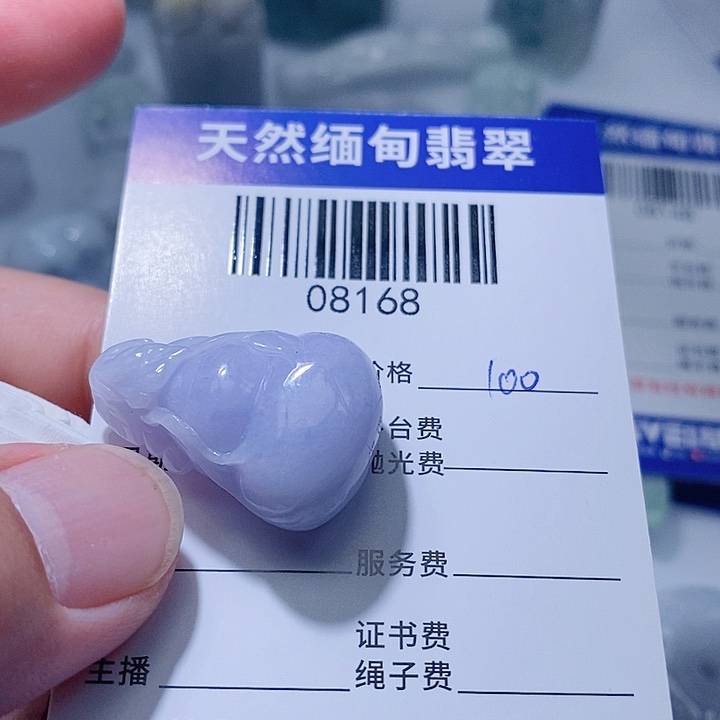 天然缅甸翡翠
08168
价格 100
台费
抛光费
服务费
证书费
主播
绳子费